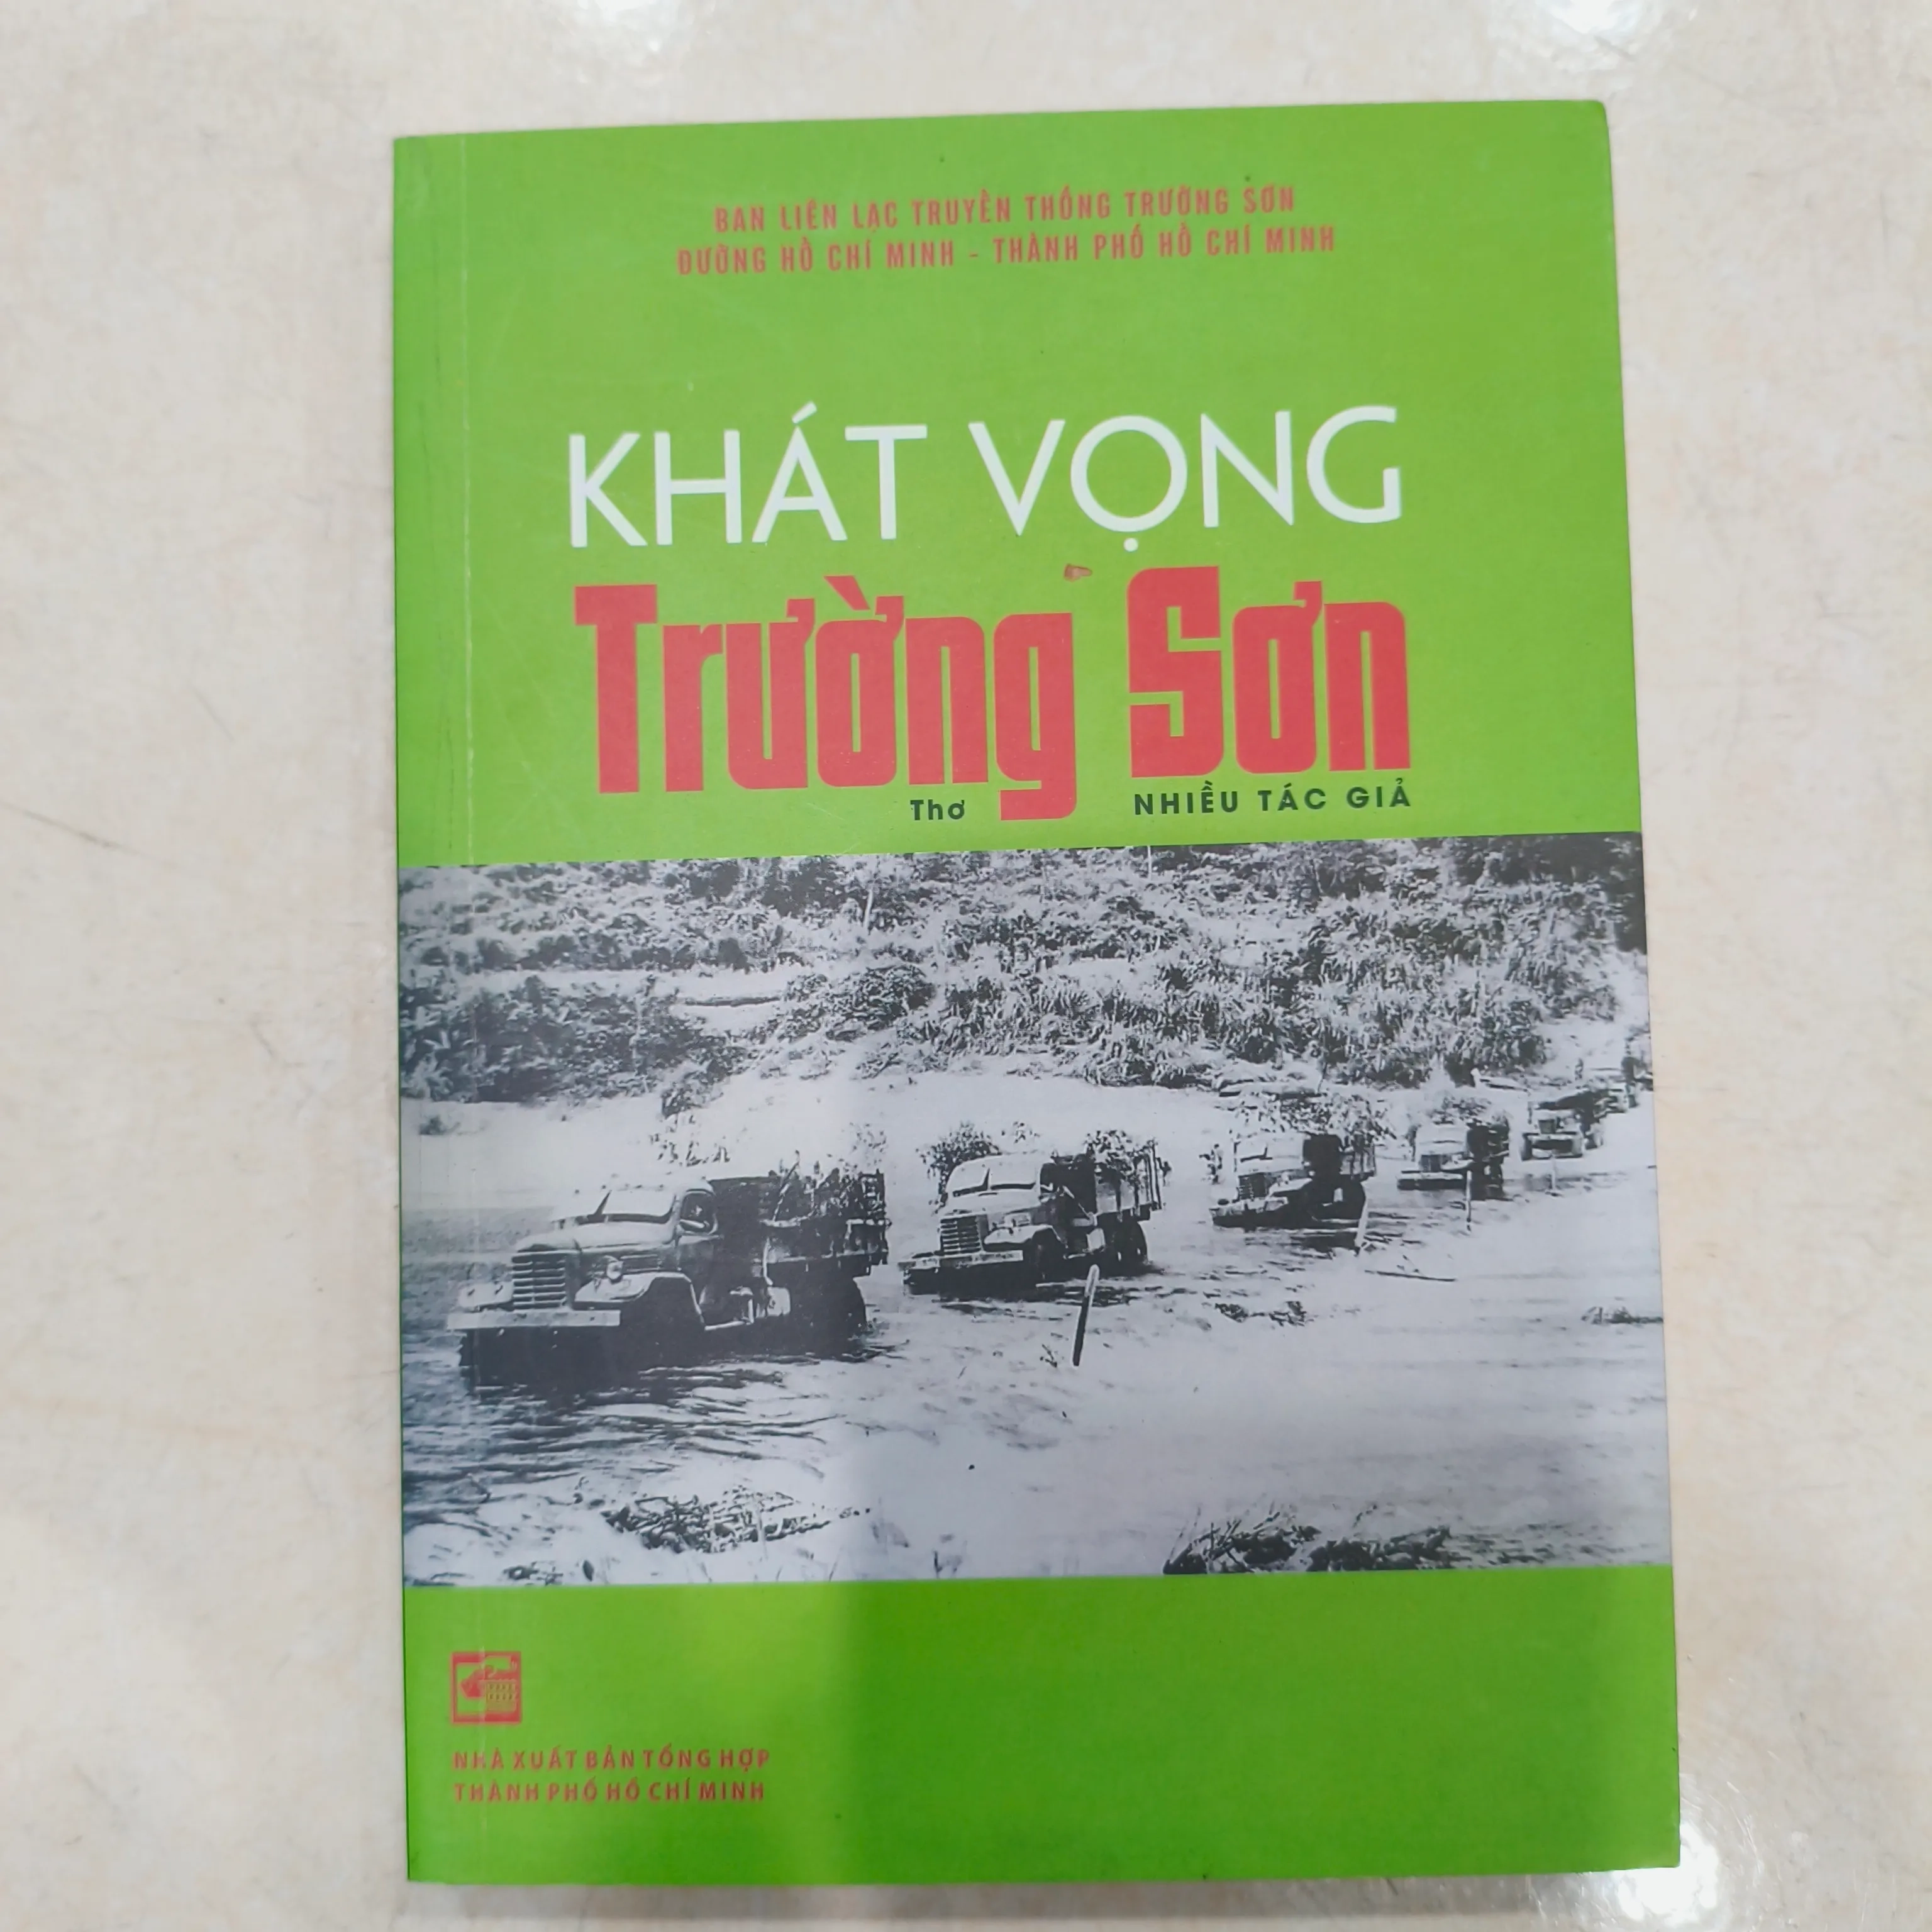 BAN LIÊN LẠC TRUYỀN THỐNG TRƯỜNG SƠN
ĐƯỜNG HỒ CHÍ MINH - THÀNH PHỐ HỒ CHÍ MINH
KHÁT VỌNG
Trường Sơn
Thơ NHIỀU TÁC GIẢ
NHÀ XUẤT BẢN TỔNG HỢP
THÀNH PHỐ HỒ CHÍ MINH